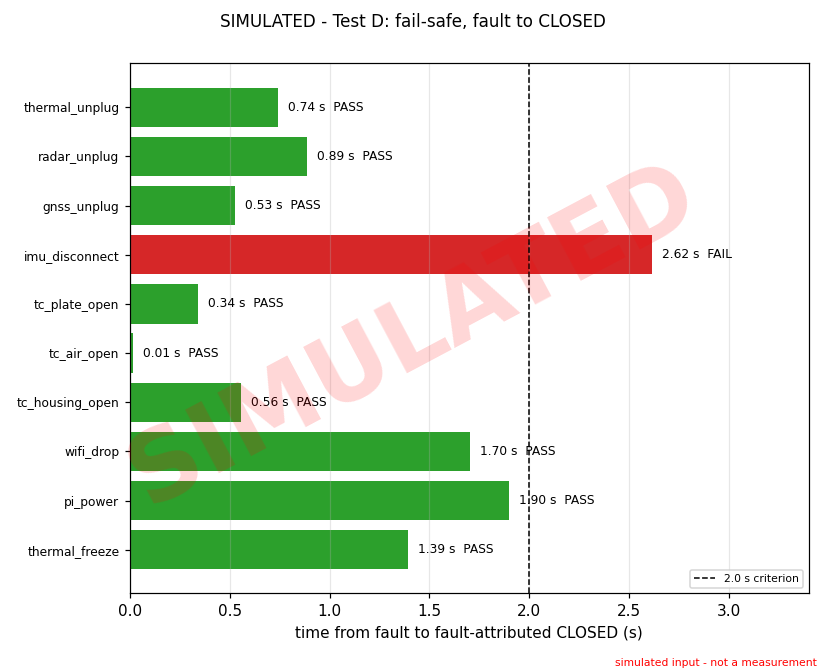 SIMULATED - Test D: fail-safe, fault to CLOSED
thermal_unplug 0.74 s PASS
radar_unplug 0.89 s PASS
gnss_unplug 0.53 s PASS
imu_disconnect 2.62 s FAIL
tc_plate_open 0.34 s PASS
tc_air_open 0.01 s PASS
tc_housing_open 0.56 s PASS
wifi_drop 1.70 s PASS
pi_power 1.90 s PASS
thermal_freeze 1.39 s PASS
SIMULATED
2.0 s criterion
0.0 0.5 1.0 1.5 2.0 2.5 3.0
time from fault to fault-attributed CLOSED (s)
simulated input - not a measurement